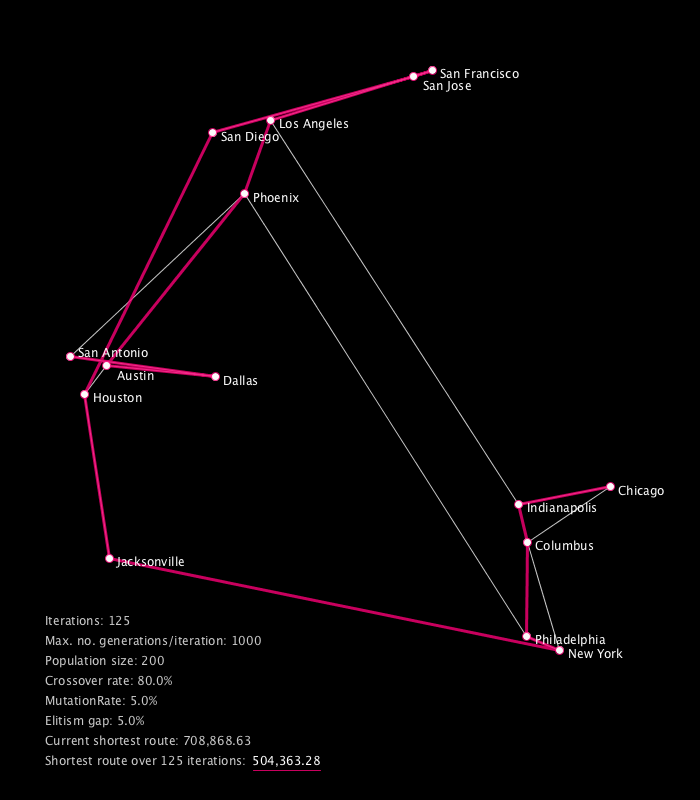 San Francisco
San Jose
Los Angeles
San Diego
Phoenix
San Antonio
Austin
Dallas
Houston
Chicago
Indianapolis
Columbus
Jacksonville
Philadelphia
New York
Iterations: 125
Max. no. generations/iteration: 1000
Population size: 200
Crossover rate: 80.0%
MutationRate: 5.0%
Elitism gap: 5.0%
Current shortest route: 708,868.63
Shortest route over 125 iterations: 504,363.28